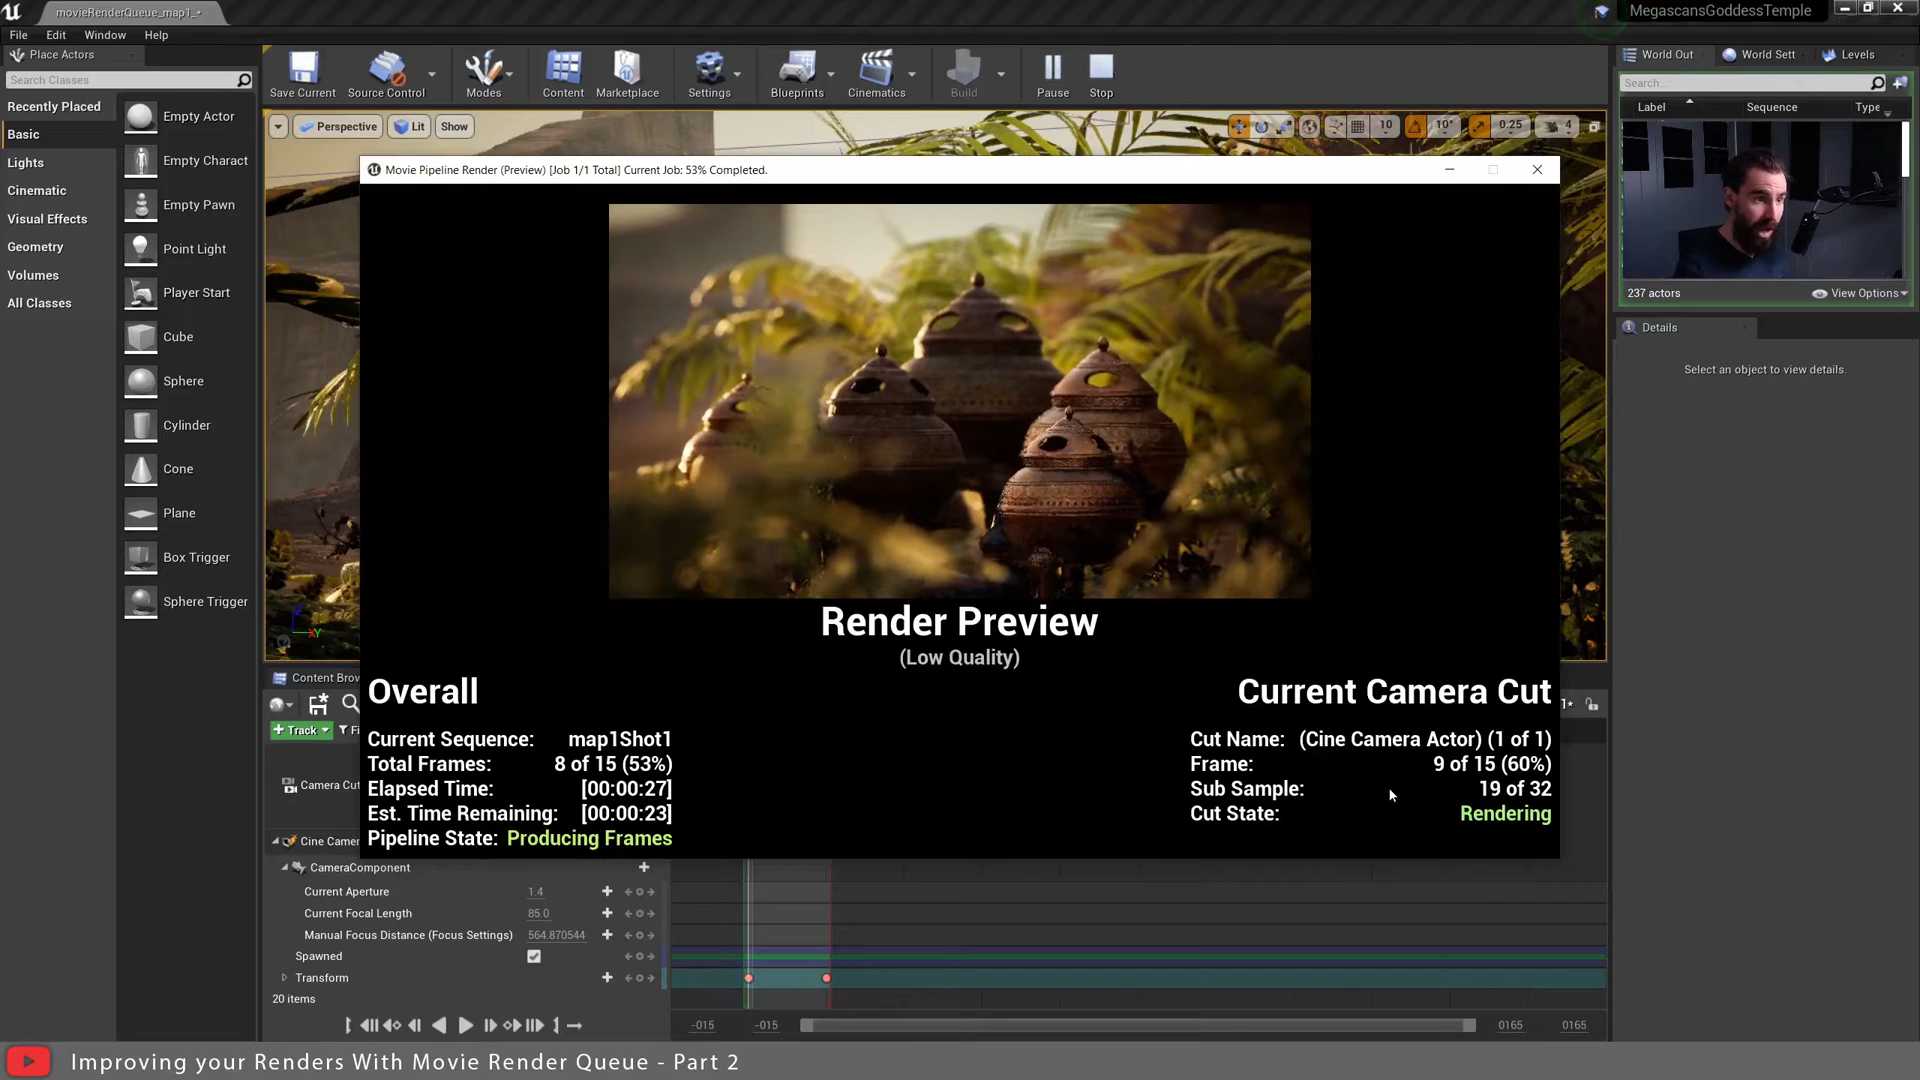 movieRenderQueue_map1_•
MegascansGoddessTemple
File Edit Window Help
Place Actors
Search Classes
Recently Placed
Basic
Lights
Cinematic
Visual Effects
Geometry
Volumes
All Classes
Empty Actor
Empty Charact
Empty Pawn
Point Light
Player Start
Cube
Sphere
Cylinder
Cone
Plane
Box Trigger
Sphere Trigger
Save Current Source Control Modes Content Marketplace Settings Blueprints Cinematics Build Pause Stop
Perspective Lit Show
10 10° 0.25 4
World Out World Sett Levels
Search...
Label Sequence Type
237 actors View Options
Details
Select an object to view details.
Movie Pipeline Render (Preview) [Job 1/1 Total] Current Job: 53% Completed.
Render Preview
(Low Quality)
Overall
Current Sequence: map1Shot1
Total Frames: 8 of 15 (53%)
Elapsed Time: [00:00:27]
Est. Time Remaining: [00:00:23]
Pipeline State: Producing Frames
Current Camera Cut
Cut Name: (Cine Camera Actor) (1 of 1)
Frame: 9 of 15 (60%)
Sub Sample: 19 of 32
Cut State: Rendering
Content Brow
+ Track Fi
1*
Camera Cut
Cine Camer
CameraComponent
Current Aperture 1.4
Current Focal Length 85.0
Manual Focus Distance (Focus Settings) 564.870544
Spawned
Transform
20 items
-015 -015 0165 0165
Z
Y
Improving your Renders With Movie Render Queue - Part 2